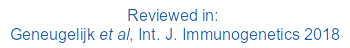 Reviewed in:
Geneugelijk et al, Int. J. Immunogenetics 2018